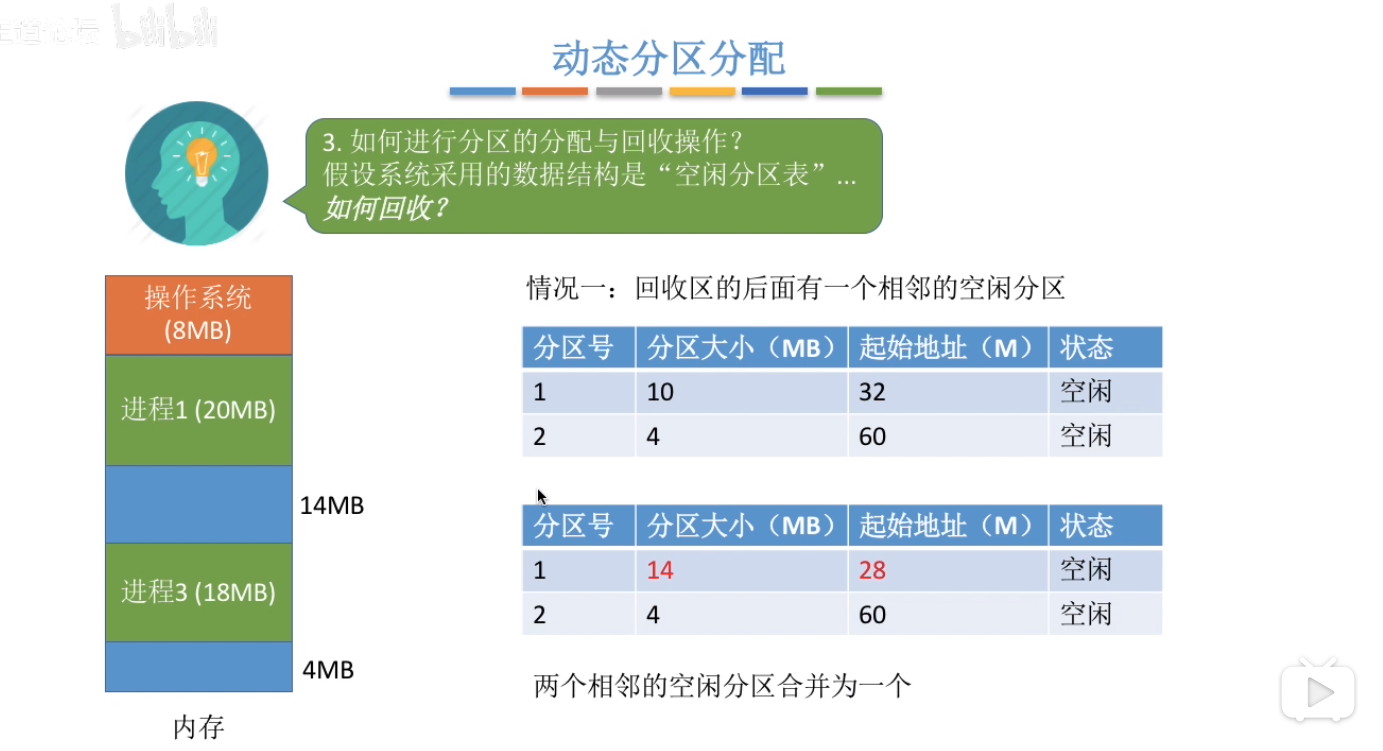 bilibili
动态分区分配
3. 如何进行分区的分配与回收操作？
假设系统采用的数据结构是“空闲分区表”...
如何回收？
操作系统
(8MB)
进程1 (20MB)
14MB
进程3 (18MB)
4MB
内存
情况一：回收区的后面有一个相邻的空闲分区
分区号 分区大小（MB） 起始地址（M） 状态
1 10 32 空闲
2 4 60 空闲
分区号 分区大小（MB） 起始地址（M） 状态
1 14 28 空闲
2 4 60 空闲
两个相邻的空闲分区合并为一个